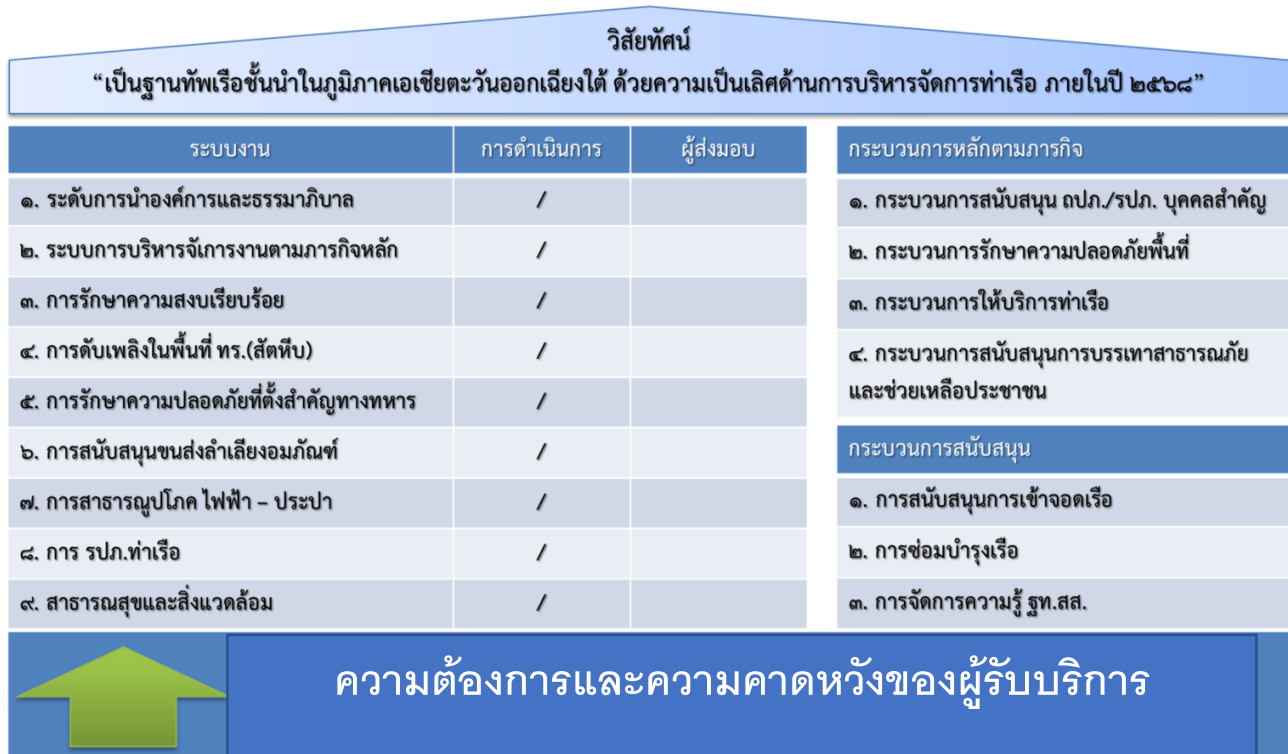 วิสัยทัศน์
“เป็นฐานทัพเรือชั้นนำในภูมิภาคเอเชียตะวันออกเฉียงใต้ ด้วยความเป็นเลิศด้านการบริหารจัดการท่าเรือ ภายในปี ๒๕๖๘”
ระบบงาน การดำเนินการ ผู้ส่งมอบ
๑. ระดับการนำองค์การและธรรมาภิบาล /
๒. ระบบการบริหารจัเการงานตามภารกิจหลัก /
๓. การรักษาความสงบเรียบร้อย /
๔. การดับเพลิงในพื้นที่ ทร.(สัตหีบ) /
๕. การรักษาความปลอดภัยที่ตั้งสำคัญทางทหาร /
๖. การสนับสนุนขนส่งลำเลียงอมภัณฑ์ /
๗. การสาธารณูปโภค ไฟฟ้า – ประปา /
๘. การ รปภ.ท่าเรือ /
๙. สาธารณสุขและสิ่งแวดล้อม /
กระบวนการหลักตามภารกิจ
๑. กระบวนการสนับสนุน ถปภ./รปภ. บุคคลสำคัญ
๒. กระบวนการรักษาความปลอดภัยพื้นที่
๓. กระบวนการให้บริการท่าเรือ
๔. กระบวนการสนับสนุนการบรรเทาสาธารณภัย
และช่วยเหลือประชาชน
กระบวนการสนับสนุน
๑. การสนับสนุนการเข้าจอดเรือ
๒. การซ่อมบำรุงเรือ
๓. การจัดการความรู้ ฐท.สส.
ความต้องการและความคาดหวังของผู้รับบริการ